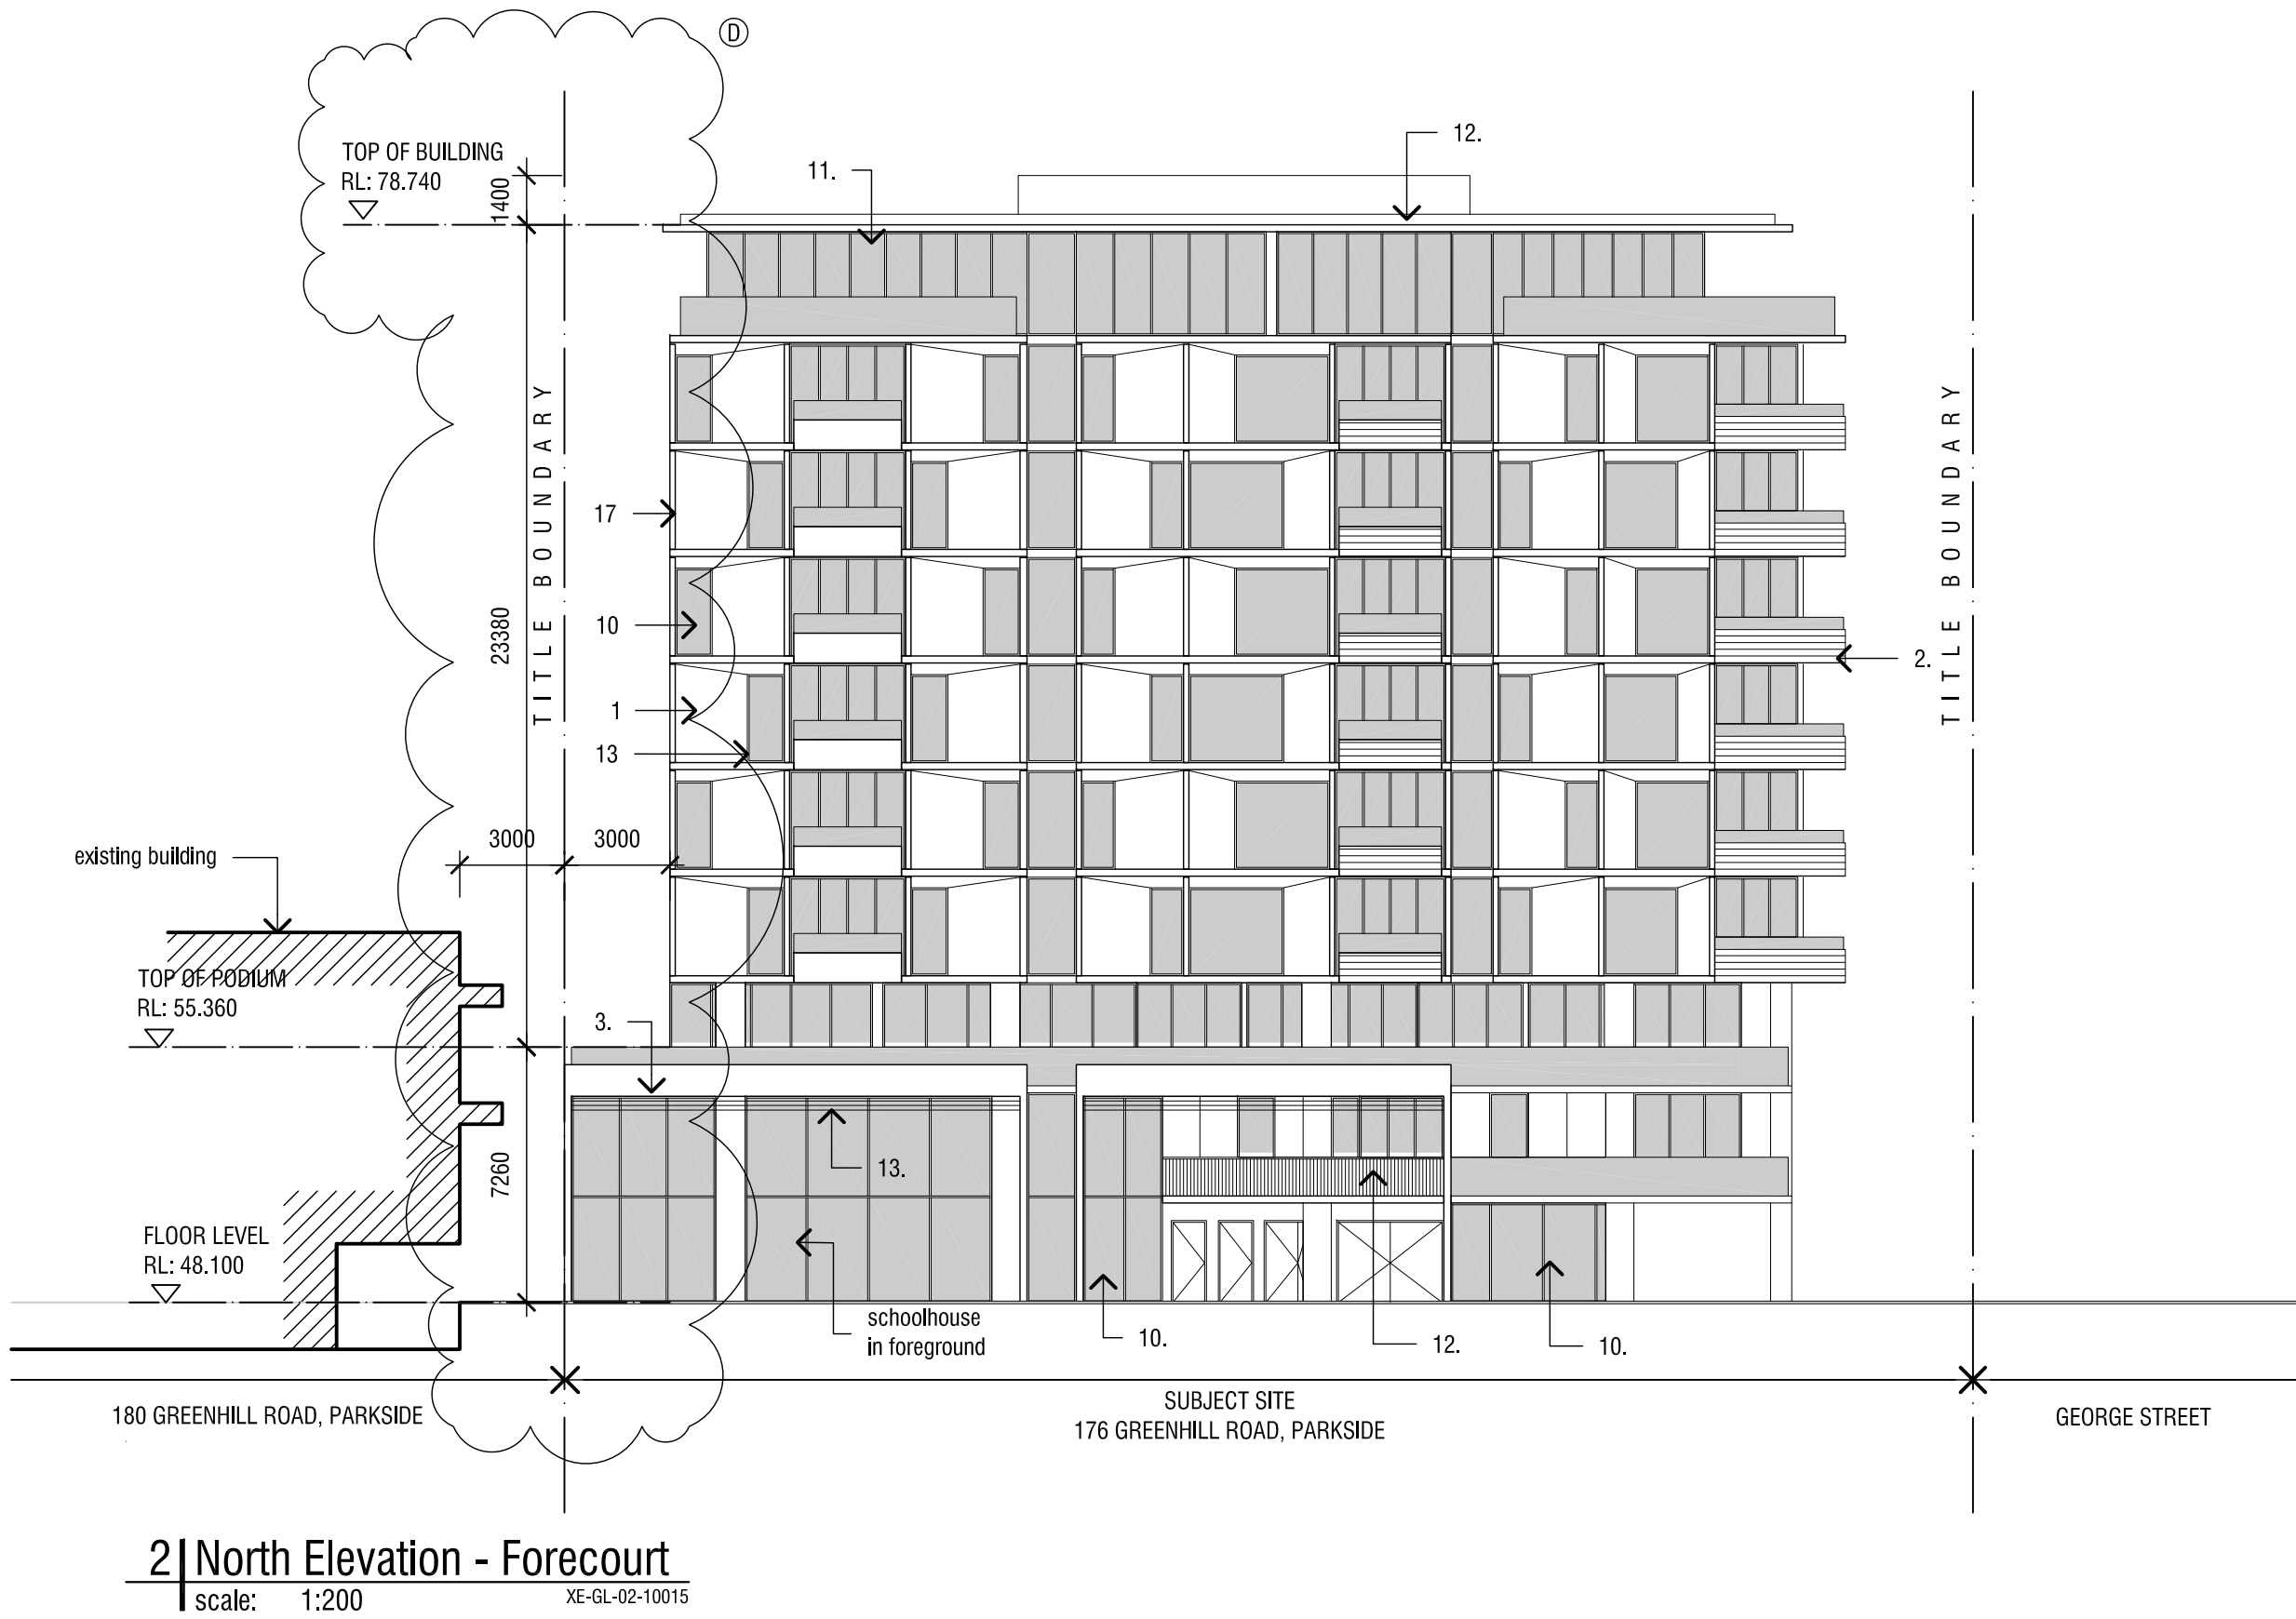 D
12.
TOP OF BUILDING
RL: 78.740
11.
1400
TITLE BOUNDARY
TITLE BOUNDARY
17
10
23380
2.
1
13
3000
3000
existing building
TOP OF PODIUM
RL: 55.360
3.
13.
7260
FLOOR LEVEL
RL: 48.100
schoolhouse
in foreground
10.
12.
10.
180 GREENHILL ROAD, PARKSIDE
SUBJECT SITE
176 GREENHILL ROAD, PARKSIDE
GEORGE STREET
2 North Elevation - Forecourt
scale: 1:200 XE-GL-02-10015